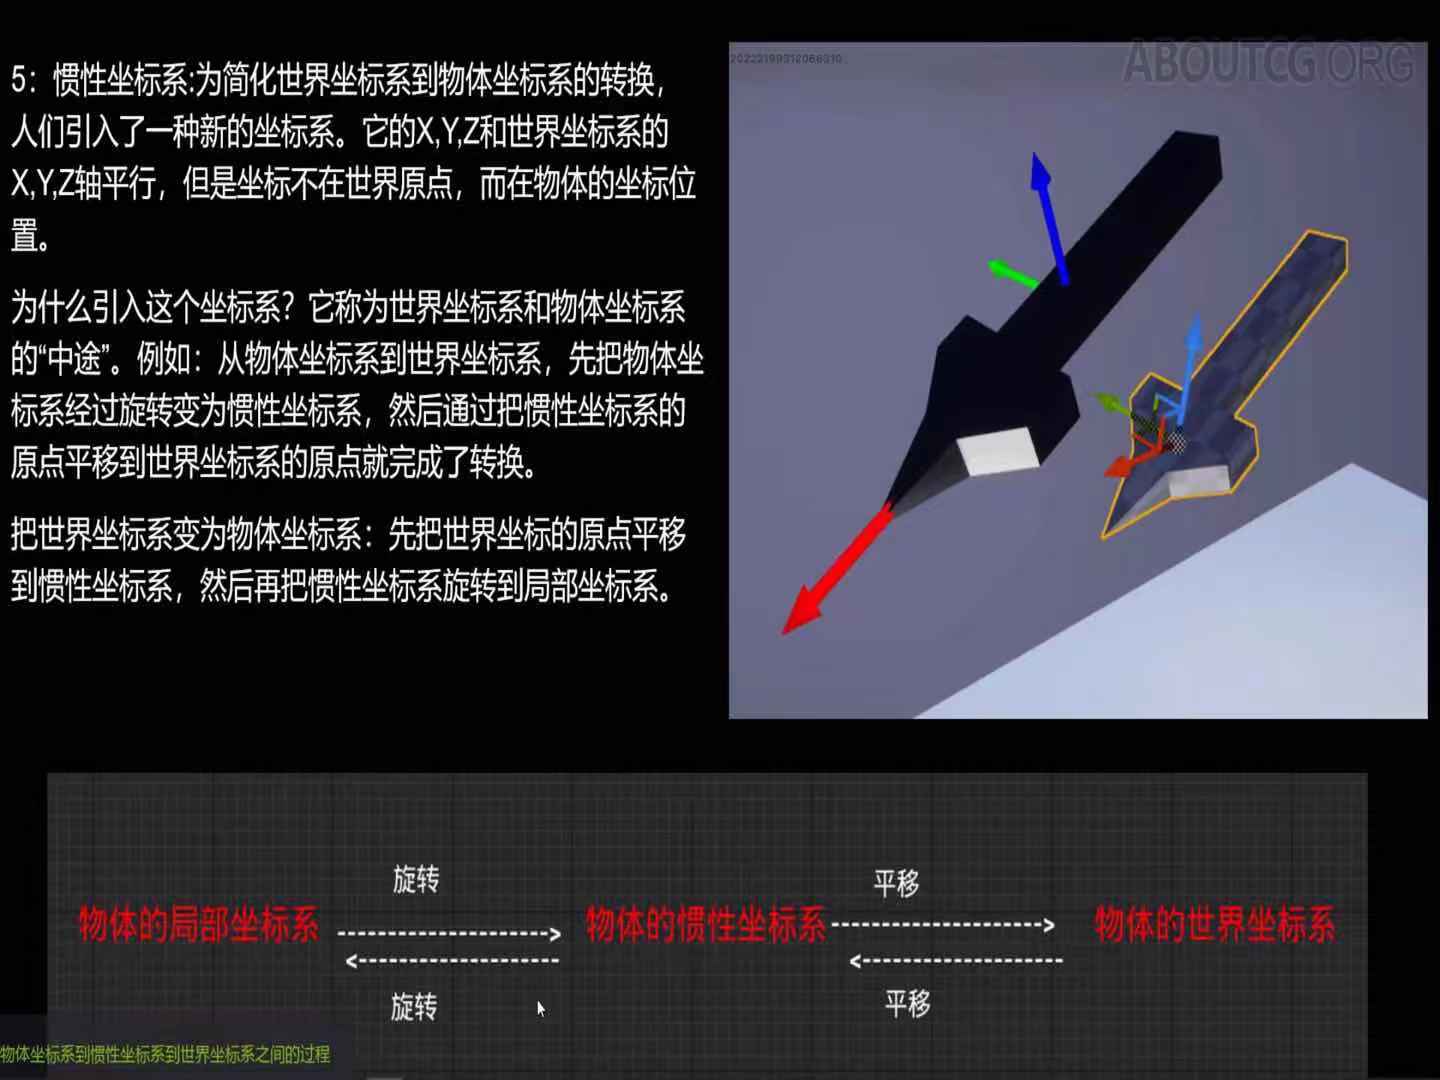 5：惯性坐标系:为简化世界坐标系到物体坐标系的转换，
人们引入了一种新的坐标系。它的X,Y,Z和世界坐标系的
X,Y,Z轴平行，但是坐标不在世界原点，而在物体的坐标位
置。
为什么引入这个坐标系？它称为世界坐标系和物体坐标系
的“中途”。例如：从物体坐标系到世界坐标系，先把物体坐
标系经过旋转变为惯性坐标系，然后通过把惯性坐标系的
原点平移到世界坐标系的原点就完成了转换。
把世界坐标系变为物体坐标系：先把世界坐标的原点平移
到惯性坐标系，然后再把惯性坐标系旋转到局部坐标系。
ABOUTCG.ORG
旋转
平移
物体的局部坐标系
物体的惯性坐标系
物体的世界坐标系
旋转
平移
物体坐标系到惯性坐标系到世界坐标系之间的过程